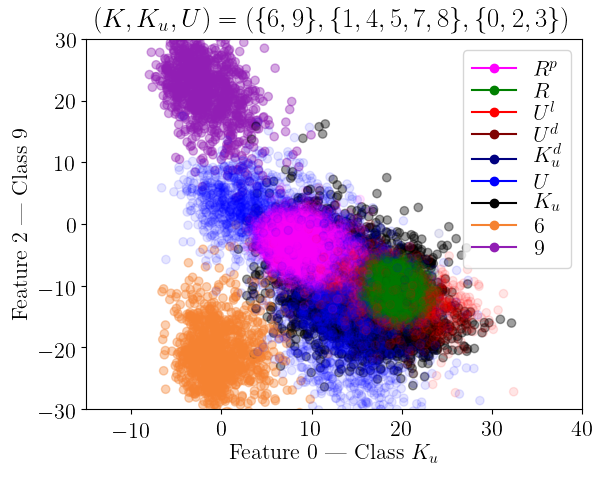 (K, K_u, U) = ({6, 9}, {1, 4, 5, 7, 8}, {0, 2, 3})
30
20
10
0
−10
−20
−30
Feature 2 — Class 9
R^p
R
U^l
U^d
K_u^d
U
K_u
6
9
−10
0
10
20
30
40
Feature 0 — Class K_u